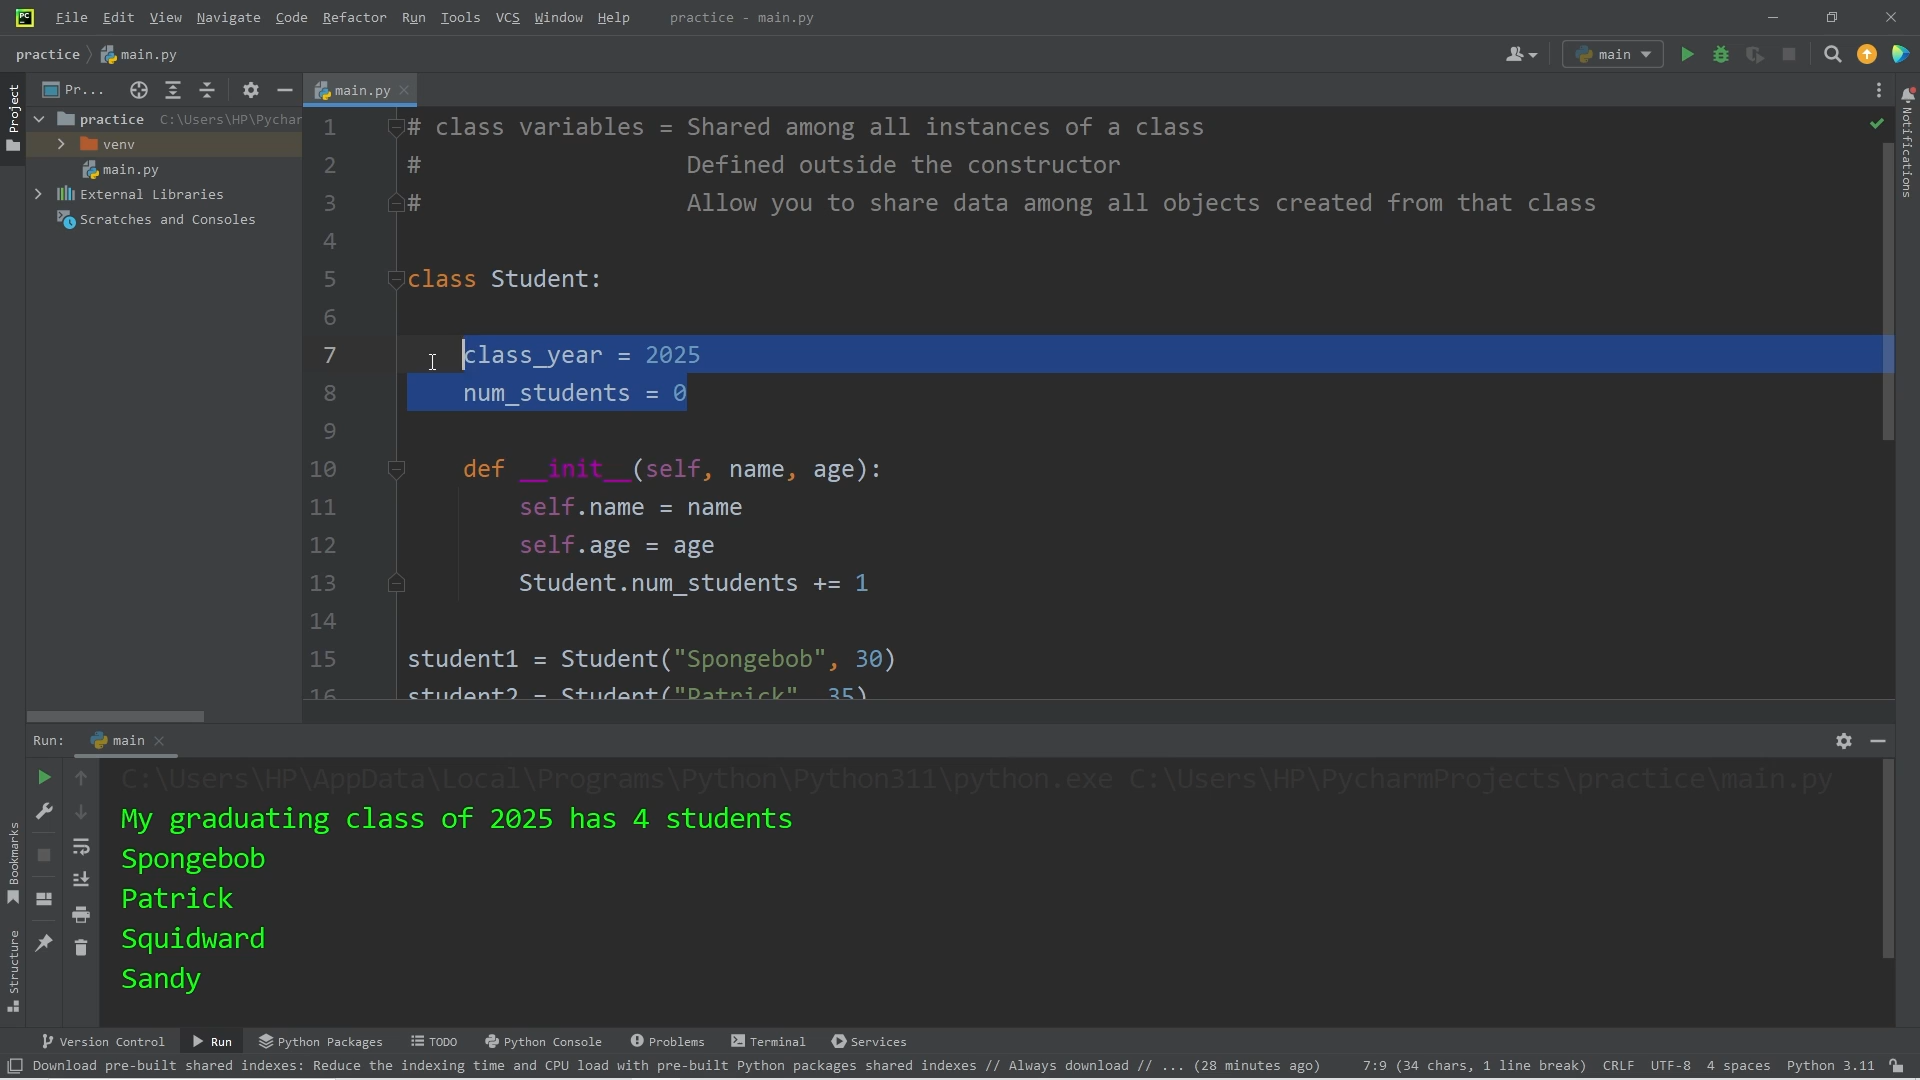 File Edit View Navigate Code Refactor Run Tools VCS Window Help practice - main.py
practice main.py main
Project
Pr... main.py
practice C:\Users\HP\Pychar
venv
main.py
External Libraries
Scratches and Consoles
Notifications
1 # class variables = Shared among all instances of a class
2 # Defined outside the constructor
3 # Allow you to share data among all objects created from that class
4
5 class Student:
6
7 class_year = 2025
8 num_students = 0
9
10 def __init__(self, name, age):
11 self.name = name
12 self.age = age
13 Student.num_students += 1
14
15 student1 = Student("Spongebob", 30)
16 student2 = Student("Patrick", 35)
Run: main
C:\Users\HP\AppData\Local\Programs\Python\Python311\python.exe C:\Users\HP\PycharmProjects\practice\main.py
My graduating class of 2025 has 4 students
Spongebob
Patrick
Squidward
Sandy
Bookmarks
Structure
Version Control Run Python Packages TODO Python Console Problems Terminal Services
Download pre-built shared indexes: Reduce the indexing time and CPU load with pre-built Python packages shared indexes // Always download // ... (28 minutes ago) 7:9 (34 chars, 1 line break) CRLF UTF-8 4 spaces Python 3.11